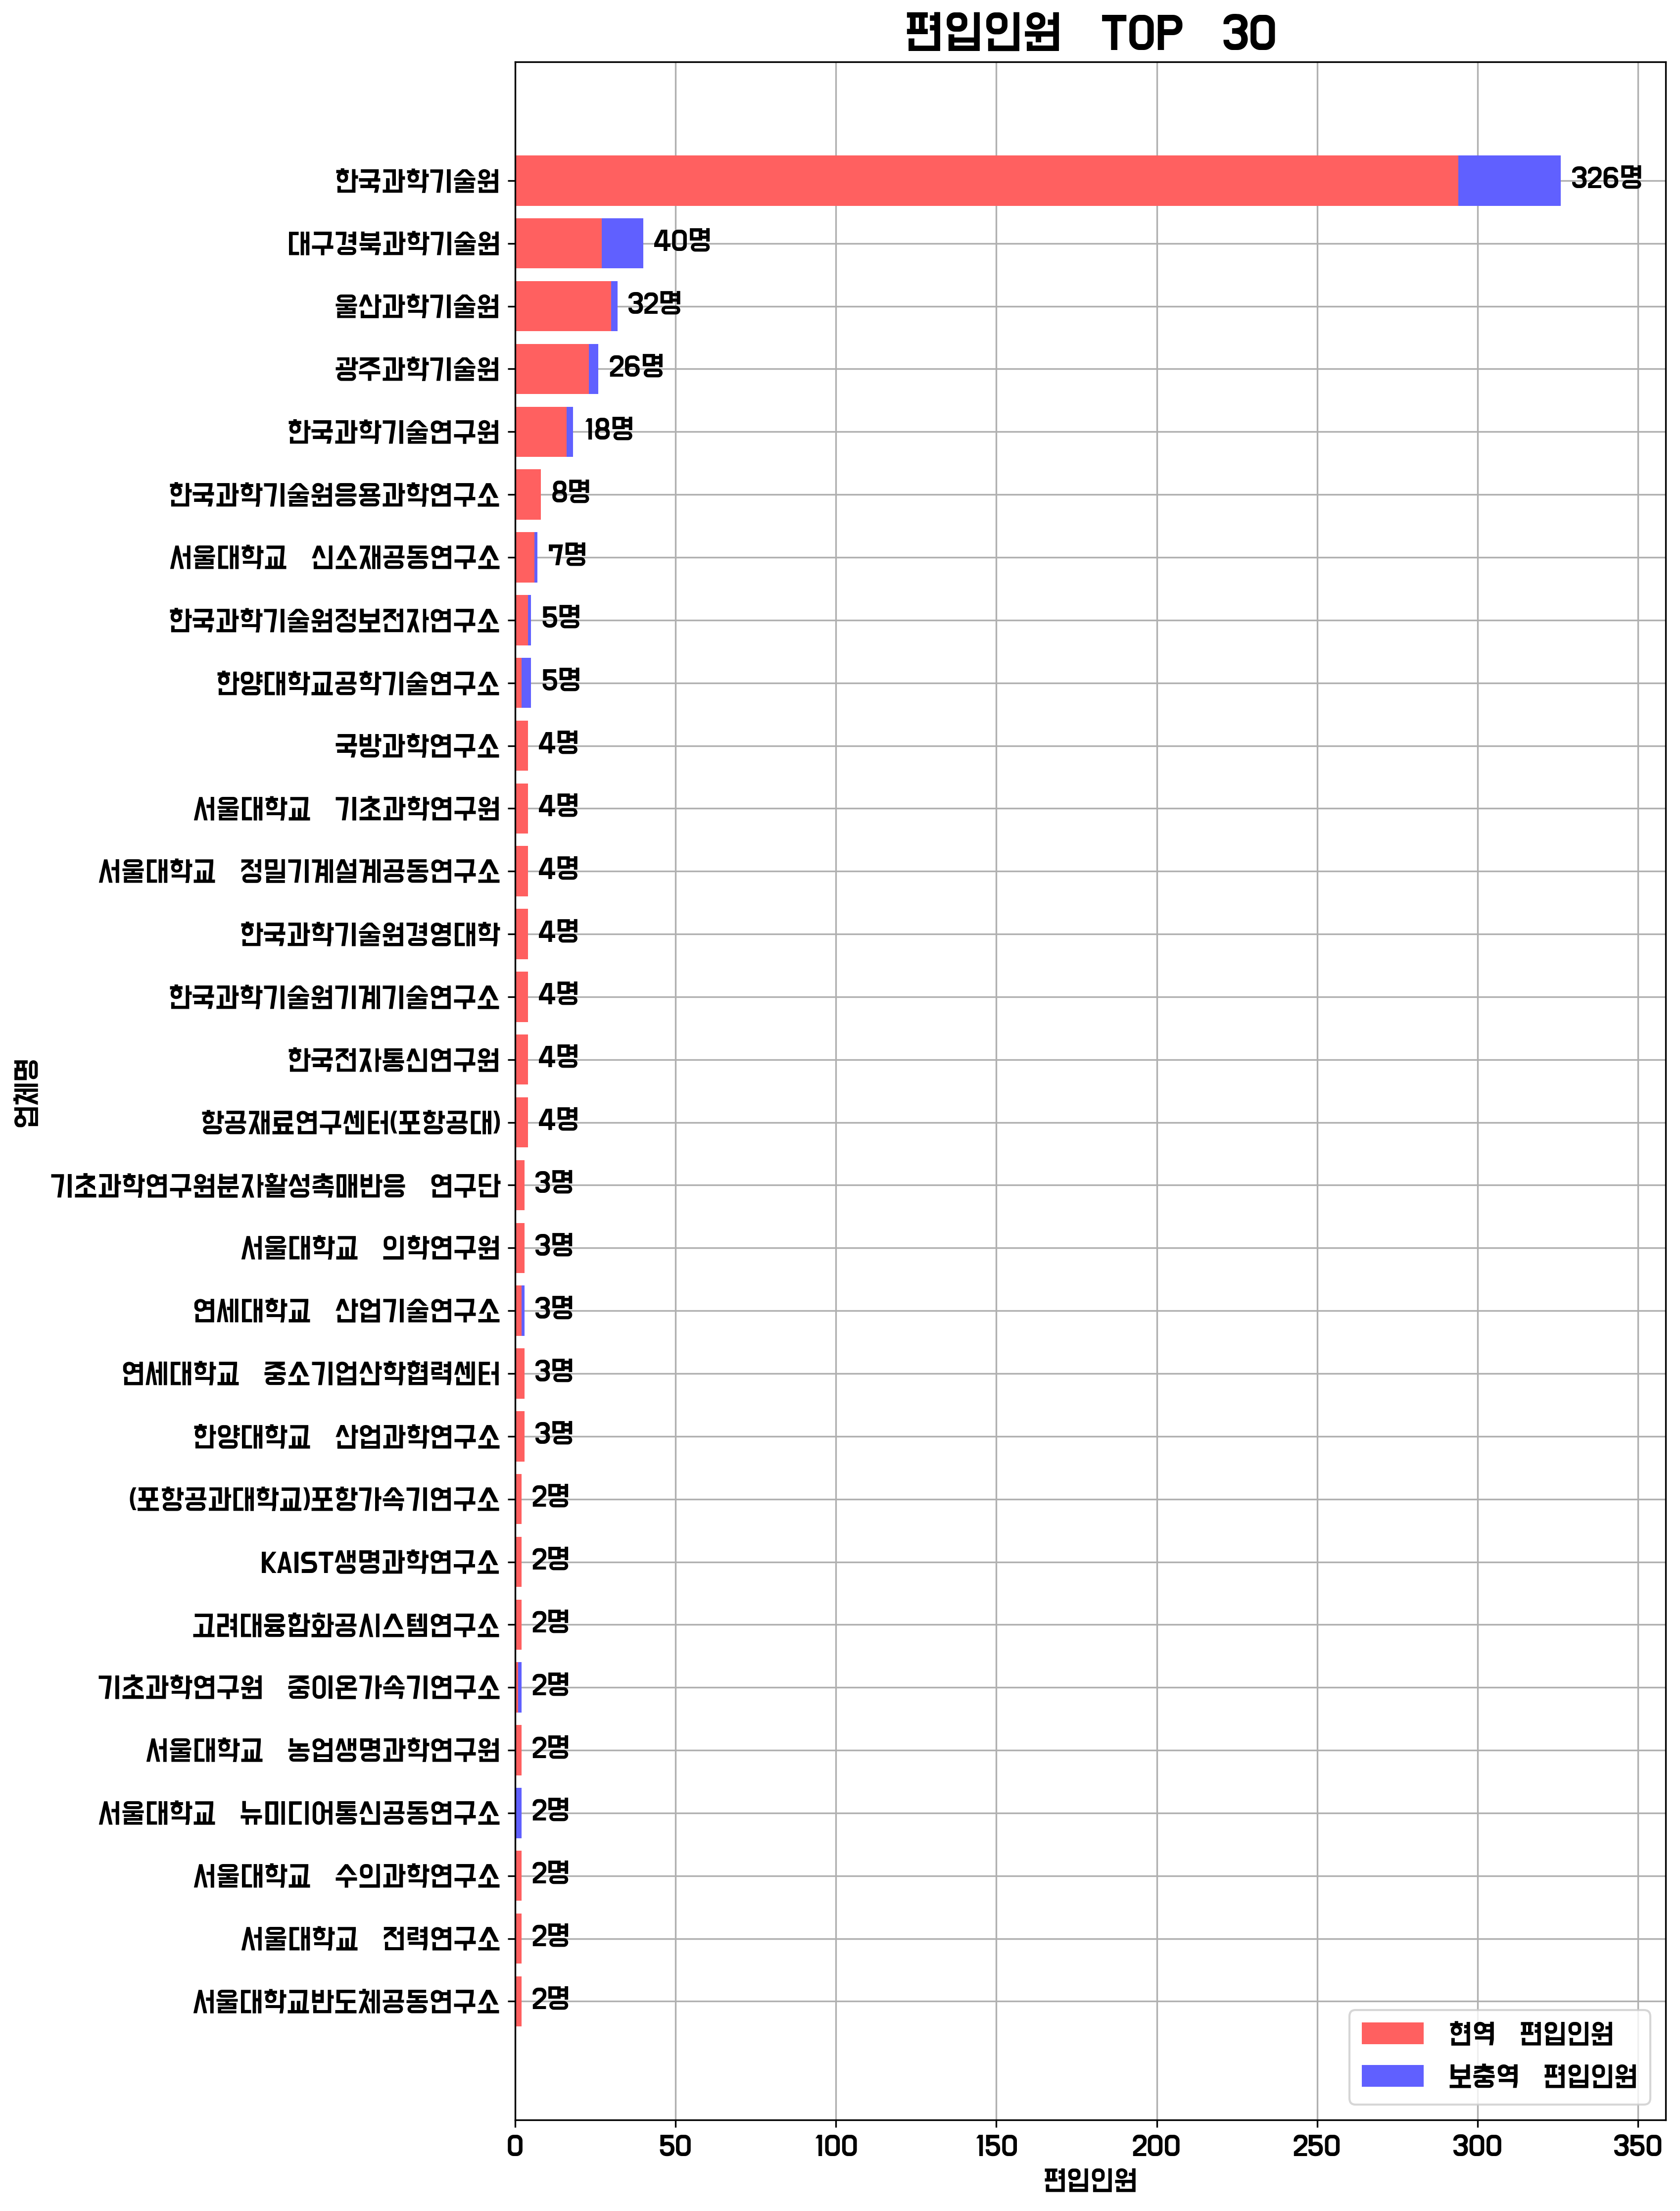 편입인원 TOP 30
한국과학기술원 326명
대구경북과학기술원 40명
울산과학기술원 32명
광주과학기술원 26명
한국과학기술연구원 18명
한국과학기술원응용과학연구소 8명
서울대학교 신소재공동연구소 7명
한국과학기술원정보전자연구소 5명
한양대학교공학기술연구소 5명
국방과학연구소 4명
서울대학교 기초과학연구원 4명
서울대학교 정밀기계설계공동연구소 4명
한국과학기술원경영대학 4명
한국과학기술원기계기술연구소 4명
한국전자통신연구원 4명
항공재료연구센터(포항공대) 4명
기초과학연구원분자활성촉매반응 연구단 3명
서울대학교 의학연구원 3명
연세대학교 산업기술연구소 3명
연세대학교 중소기업산학협력센터 3명
한양대학교 산업과학연구소 3명
(포항공과대학교)포항가속기연구소 2명
KAIST생명과학연구소 2명
고려대융합화공시스템연구소 2명
기초과학연구원 중이온가속기연구소 2명
서울대학교 농업생명과학연구원 2명
서울대학교 뉴미디어통신공동연구소 2명
서울대학교 수의과학연구소 2명
서울대학교 전력연구소 2명
서울대학교반도체공동연구소 2명
업체명
현역 편입인원
보충역 편입인원
0 50 100 150 200 250 300 350
편입인원